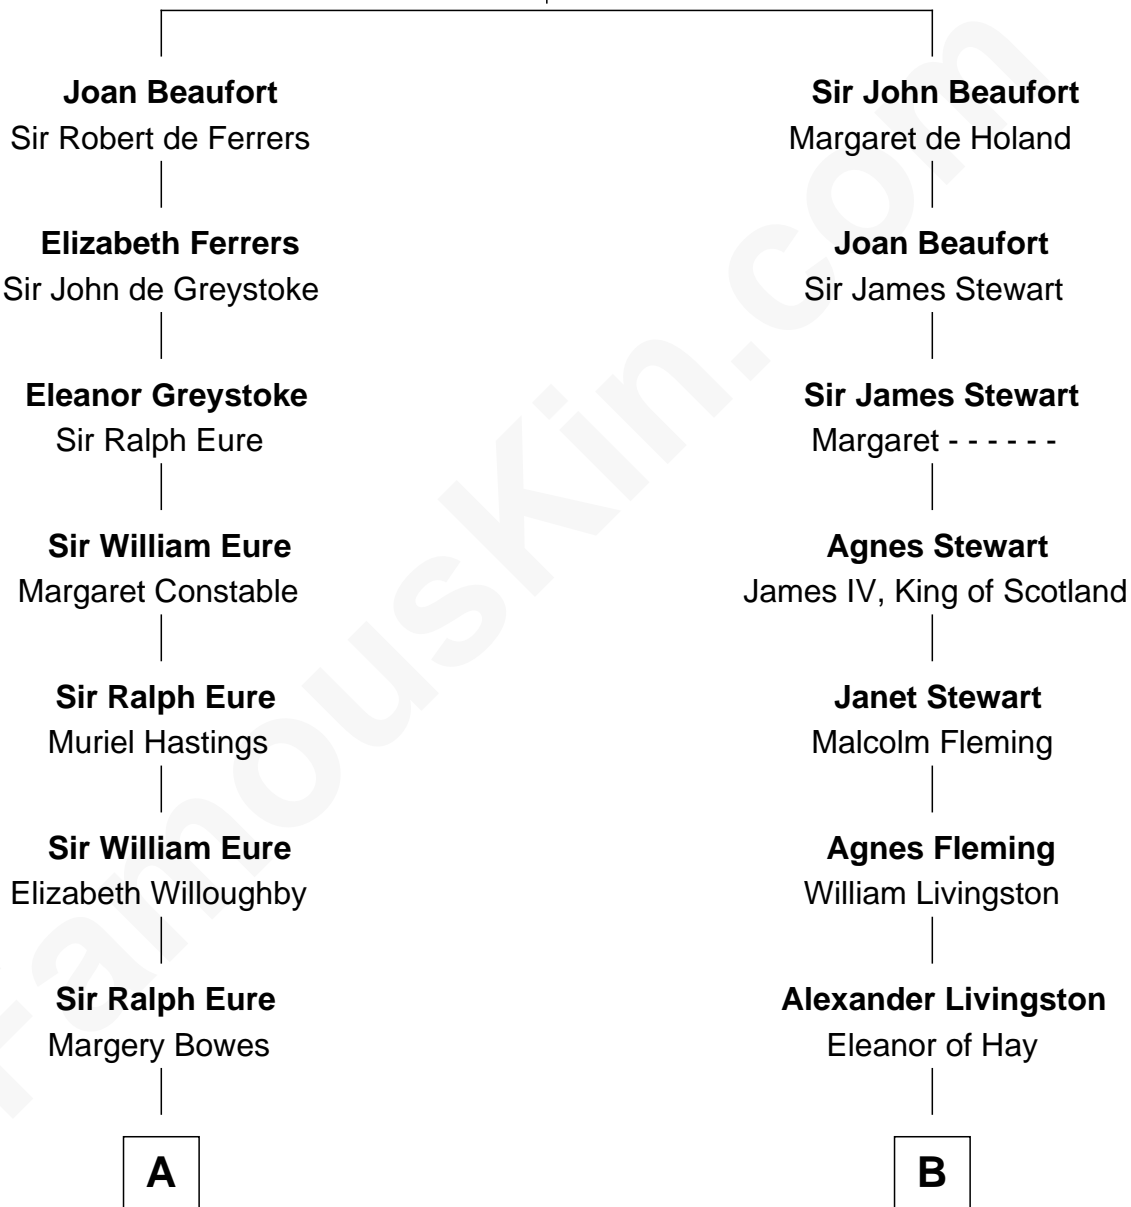 Joan Beaufort
Sir Robert de Ferrers
Elizabeth Ferrers
Sir John de Greystoke
Eleanor Greystoke
Sir Ralph Eure
Sir William Eure
Margaret Constable
Sir Ralph Eure
Muriel Hastings
Sir William Eure
Elizabeth Willoughby
Sir Ralph Eure
Margery Bowes
A
Sir John Beaufort
Margaret de Holand
Joan Beaufort
Sir James Stewart
Sir James Stewart
Margaret - - - - - -
Agnes Stewart
James IV, King of Scotland
Janet Stewart
Malcolm Fleming
Agnes Fleming
William Livingston
Alexander Livingston
Eleanor of Hay
B
FamousKin.com